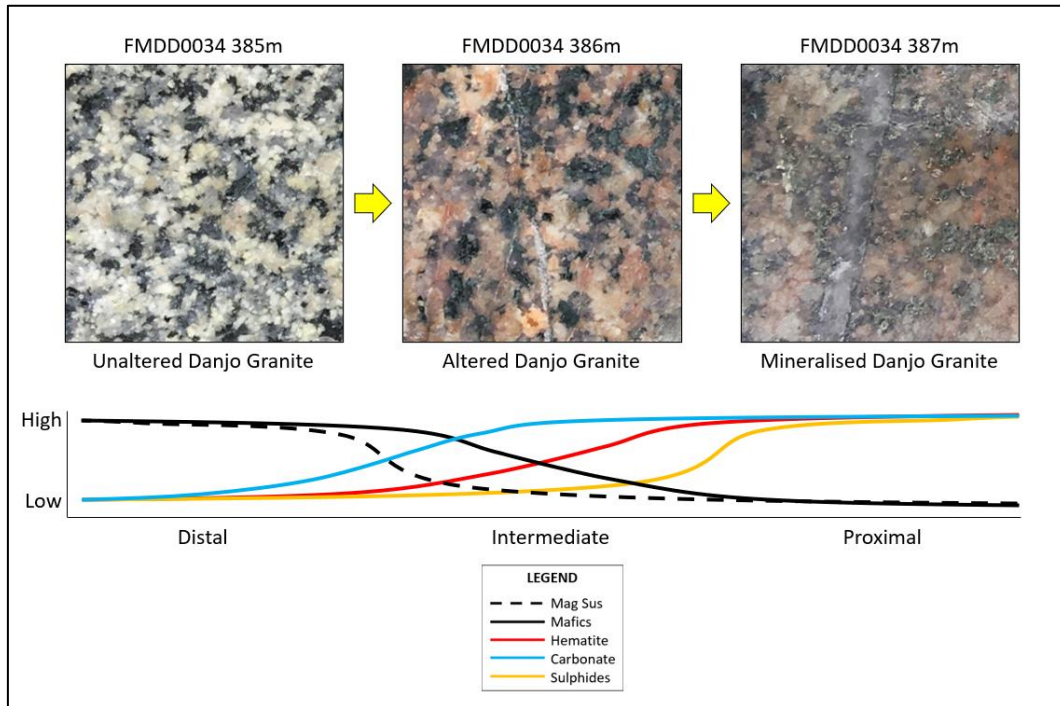 FMDD0034 385m
FMDD0034 386m
FMDD0034 387m
Unaltered Danjo Granite
Altered Danjo Granite
Mineralised Danjo Granite
High
Low
Distal
Intermediate
Proximal
LEGEND
Mag Sus
Mafics
Hematite
Carbonate
Sulphides